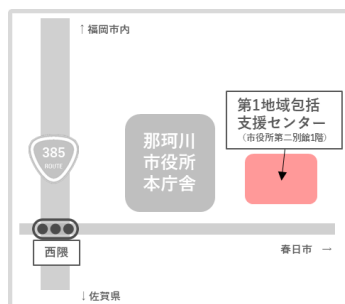 ↑福岡市内
第1地域包括
支援センター
（市役所第二別館1階）
那珂川
市役所
本庁舎
385
ROUTE
西隈
春日市 →
↓佐賀県